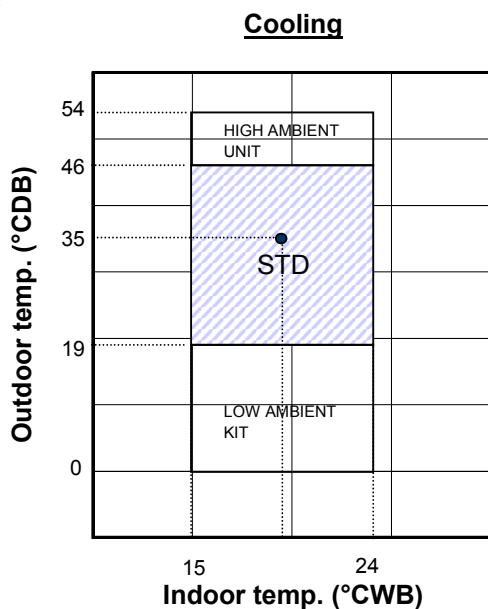 Cooling
54
HIGH AMBIENT
UNIT
46
35
STD
19
LOW AMBIENT
KIT
0
Outdoor temp. (°CDB)
15
24
Indoor temp. (°CWB)